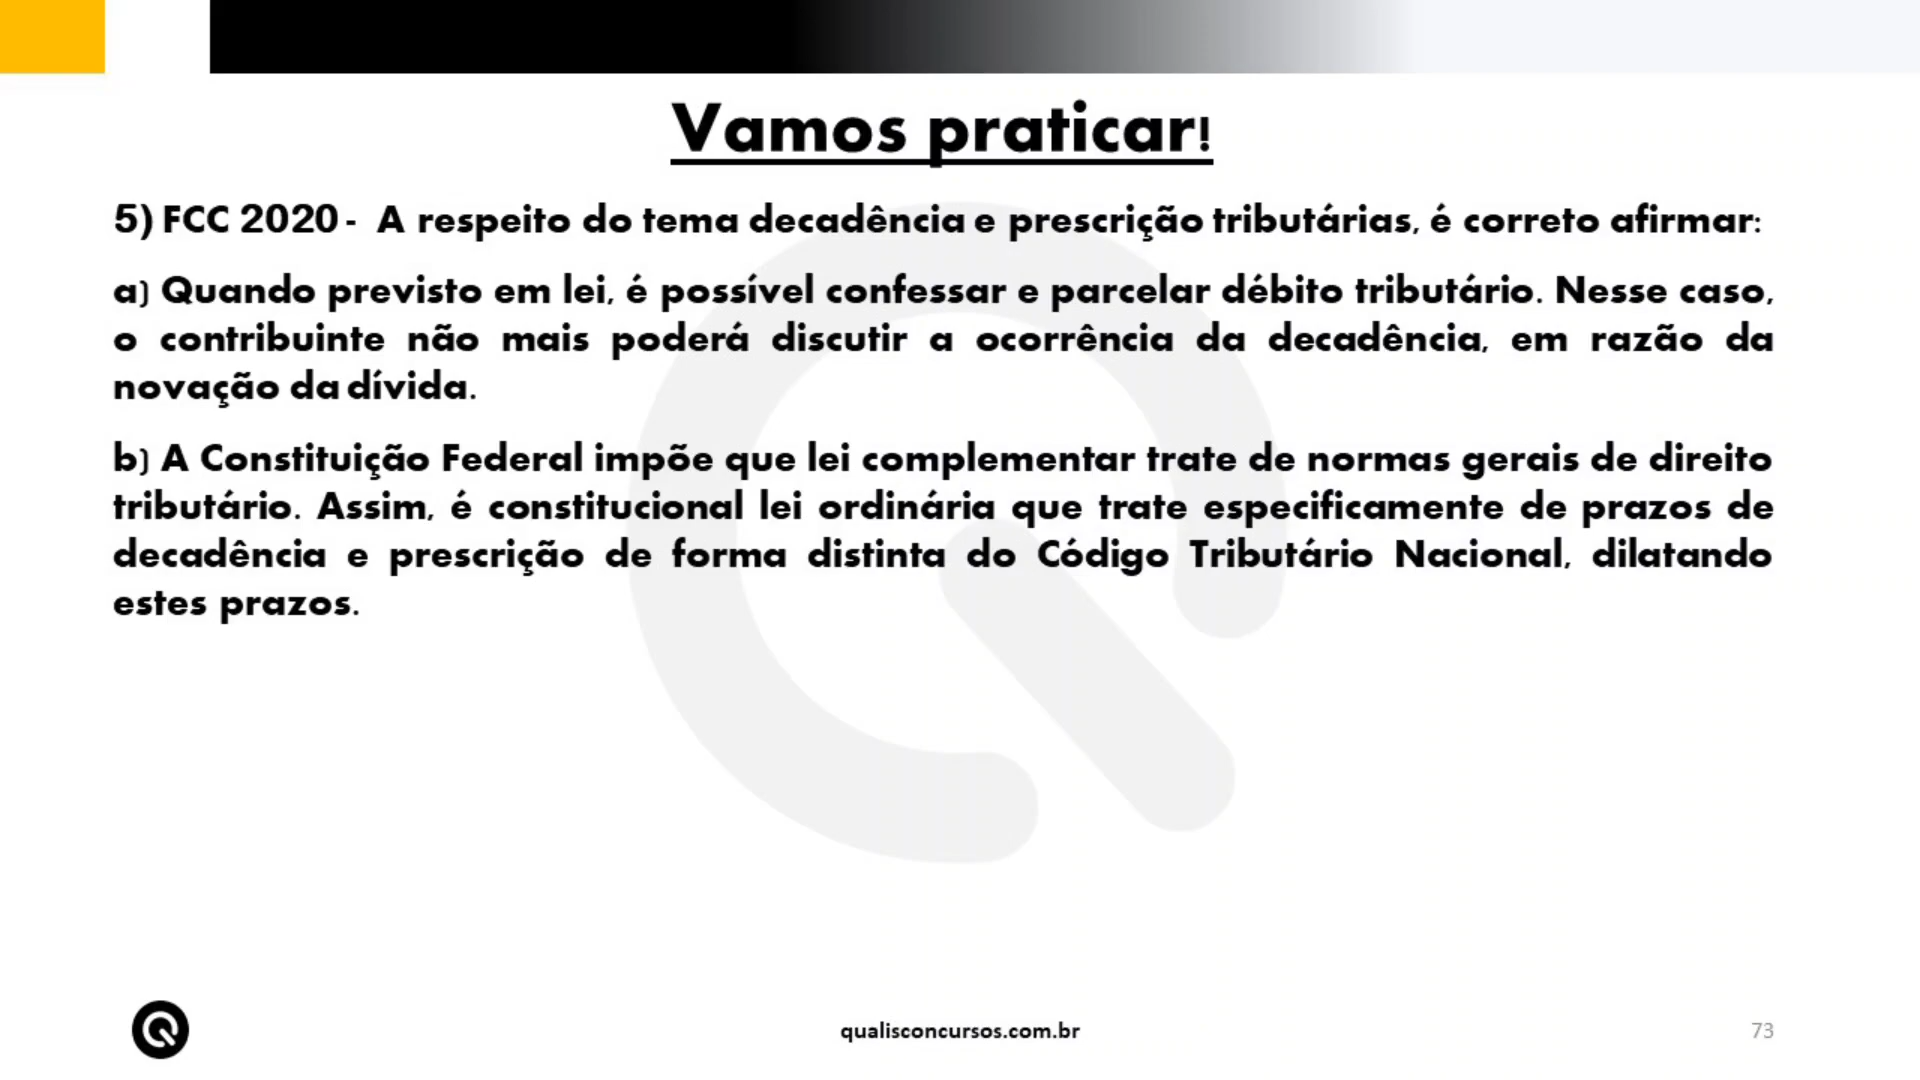 Vamos praticar!
5) FCC 2020 - A respeito do tema decadência e prescrição tributárias, é correto afirmar:
a) Quando previsto em lei, é possível confessar e parcelar débito tributário. Nesse caso,
o contribuinte não mais poderá discutir a ocorrência da decadência, em razão da
novação da dívida.
b) A Constituição Federal impõe que lei complementar trate de normas gerais de direito
tributário. Assim, é constitucional lei ordinária que trate especificamente de prazos de
decadência e prescrição de forma distinta do Código Tributário Nacional, dilatando
estes prazos.
qualisconcursos.com.br
73